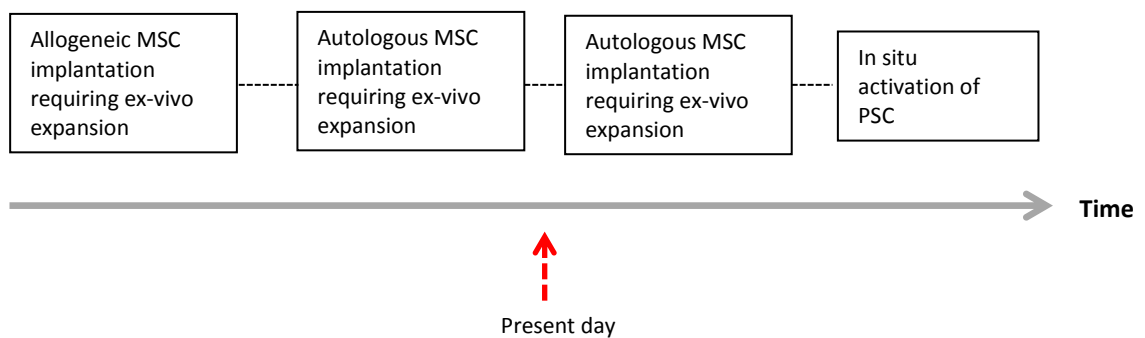 Allogeneic MSC
implantation
requiring ex-vivo
expansion
Autologous MSC
implantation
requiring ex-vivo
expansion
Autologous MSC
implantation
requiring ex-vivo
expansion
In situ
activation of
PSC
Time
Present day